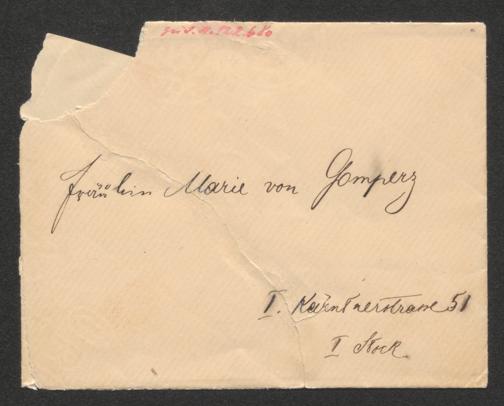 Fräulein Marie von Gomperz
I. Kärntnerstrasse 51
I Stock.